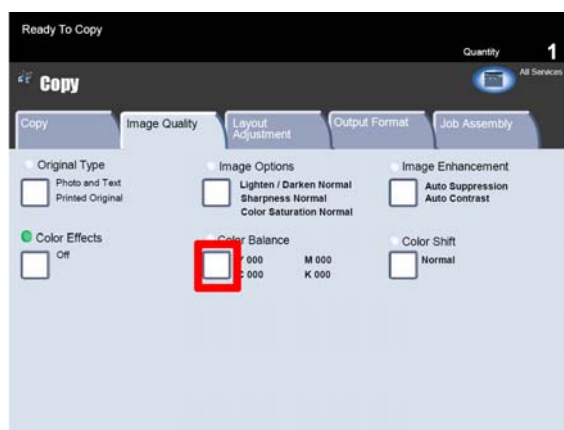 Ready To Copy
Quantity 1
Copy
All Services
Copy Image Quality Layout Adjustment Output Format Job Assembly
Original Type
Photo and Text
Printed Original
Image Options
Lighten / Darken Normal
Sharpness Normal
Color Saturation Normal
Image Enhancement
Auto Suppression
Auto Contrast
Color Effects
Off
Color Balance
Y 000 M 000
C 000 K 000
Color Shift
Normal